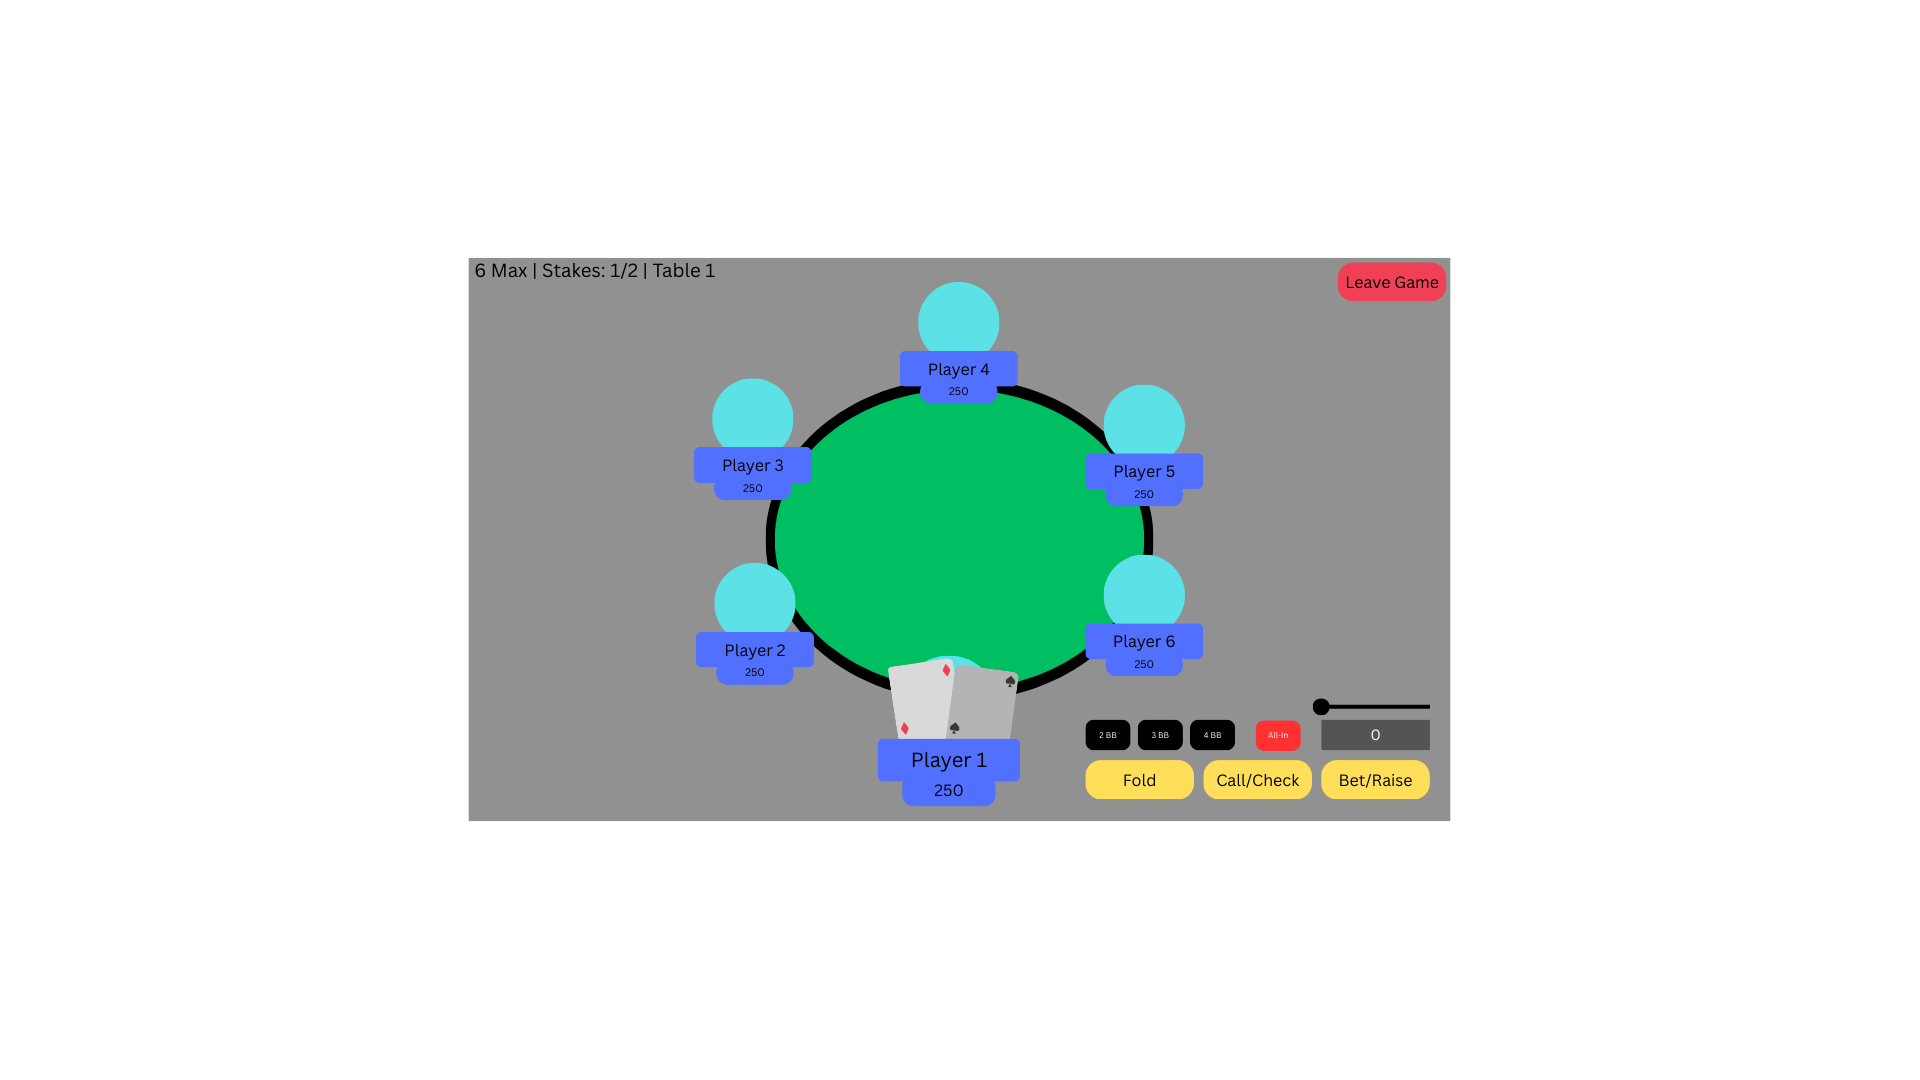 6 Max | Stakes: 1/2 | Table 1
Leave Game
Player 4
250
Player 3
250
Player 5
250
Player 2
250
Player 6
250
Player 1
250
2 BB
3 BB
4 BB
All-In
0
Fold
Call/Check
Bet/Raise